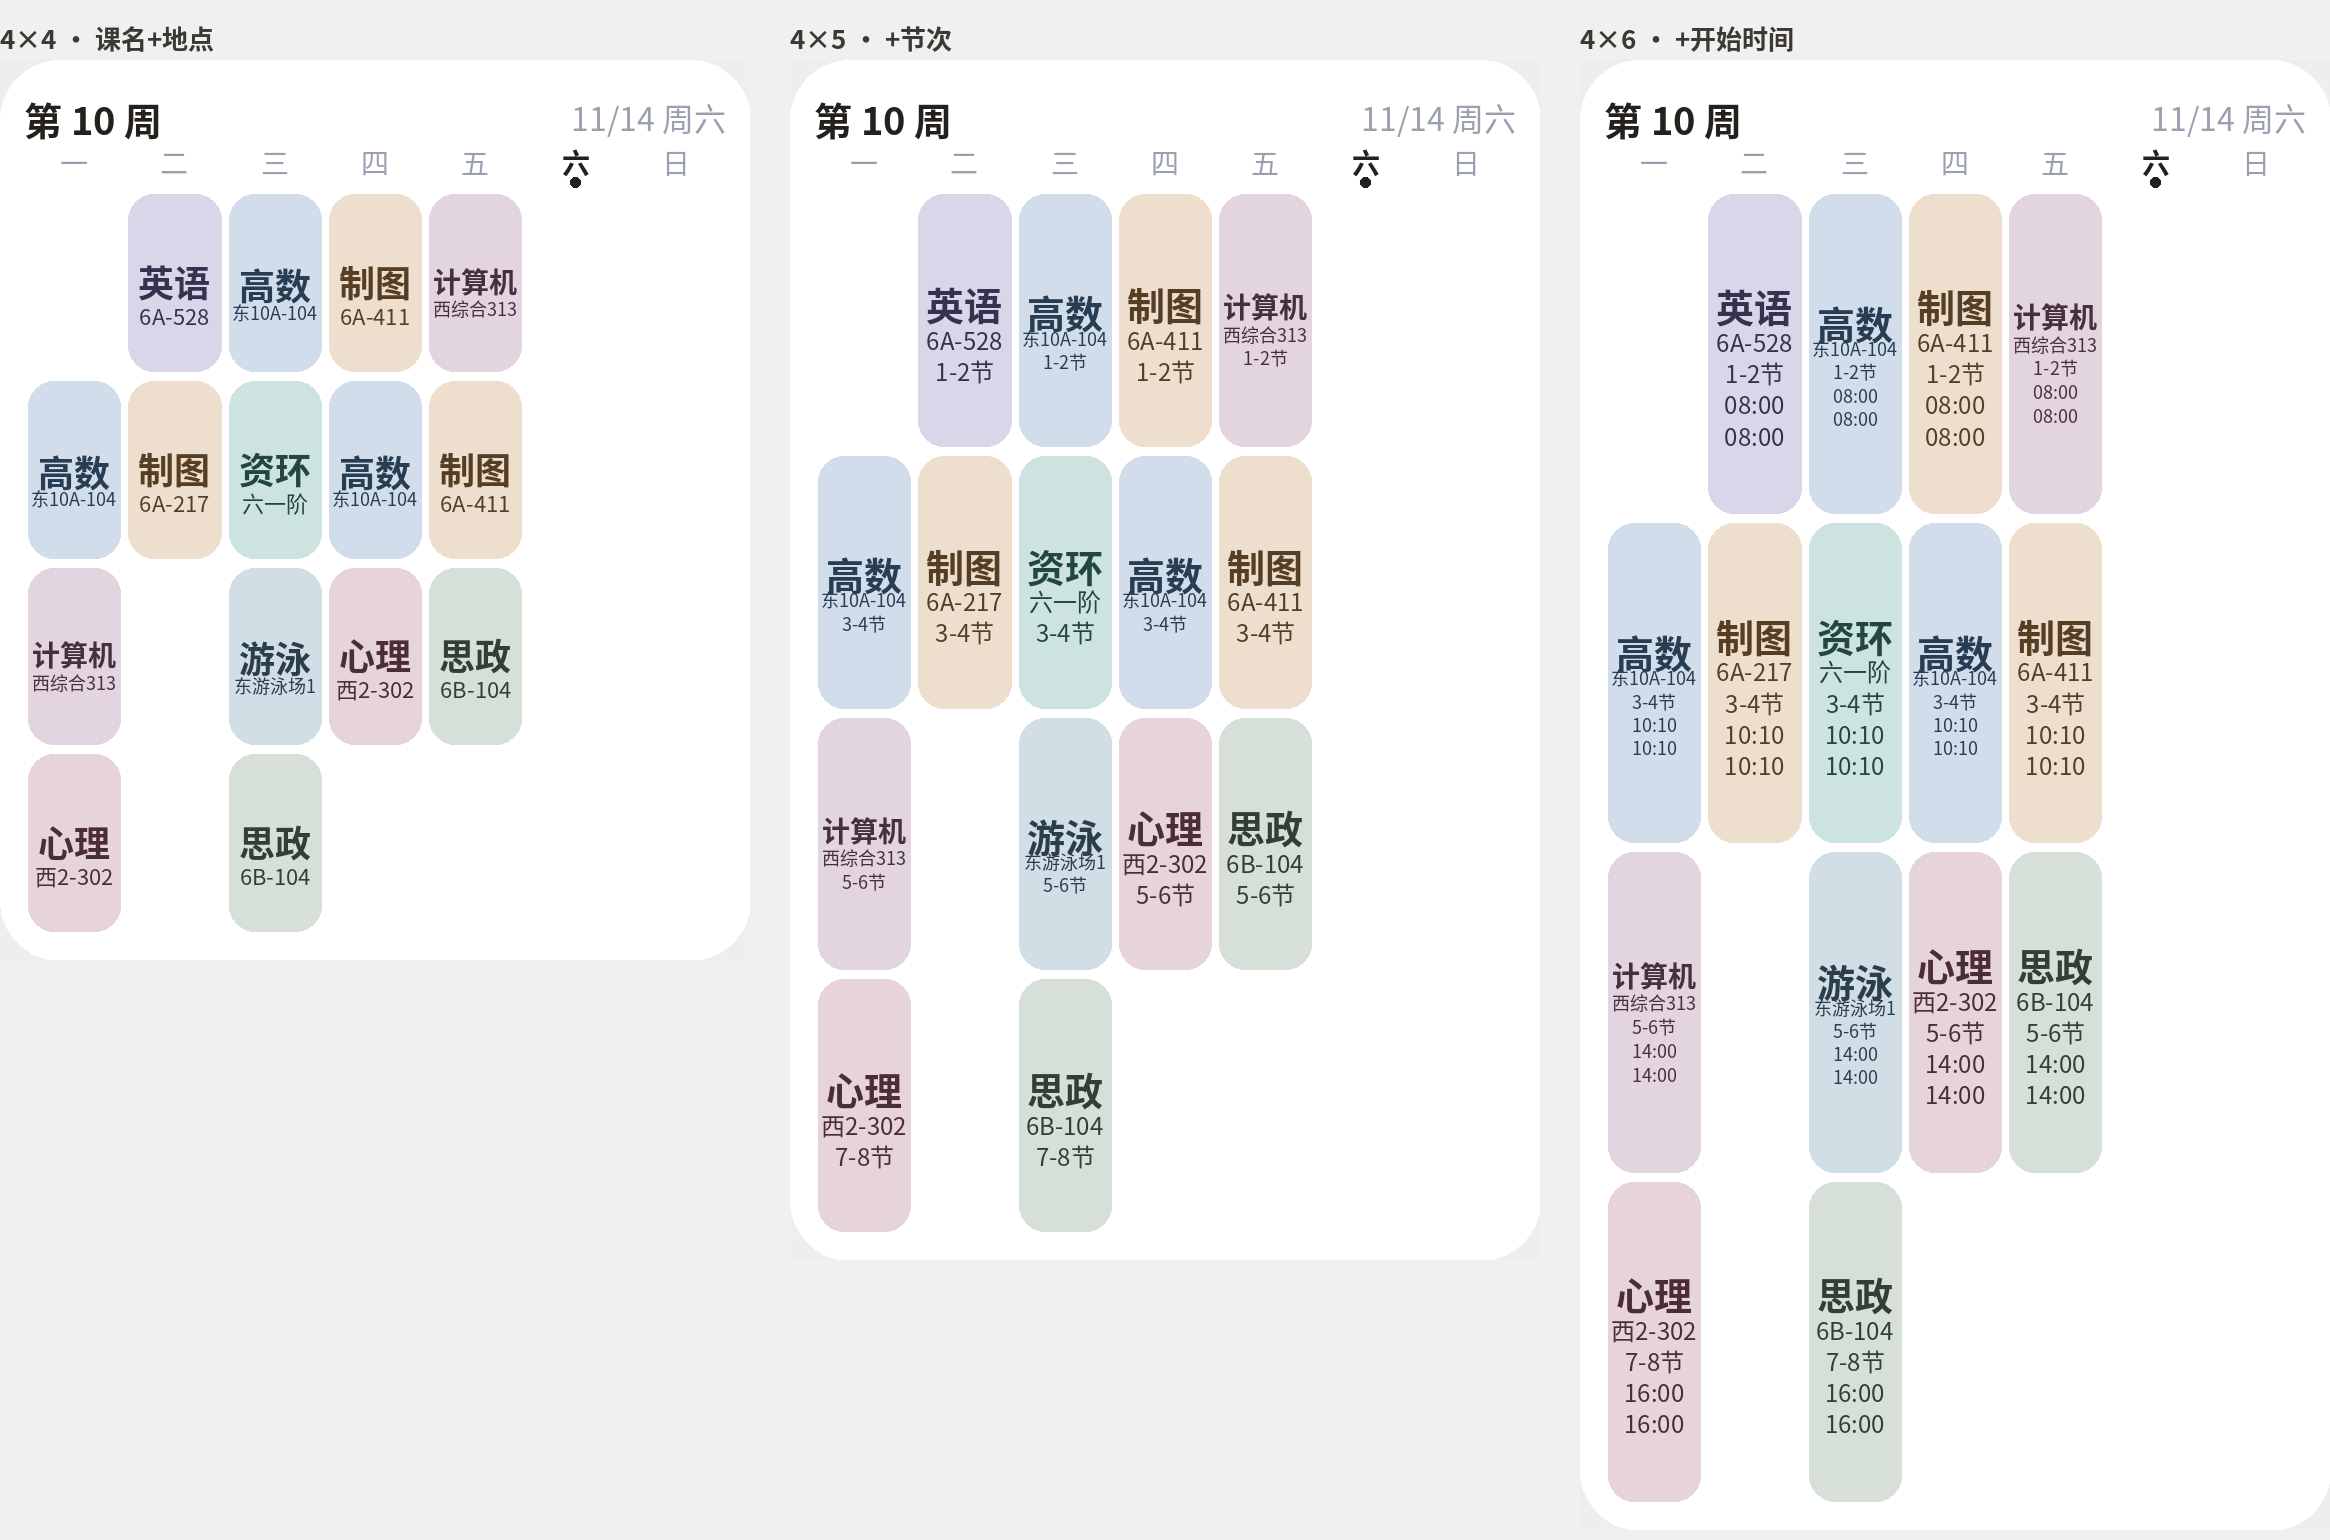 4×4 · 课名+地点
第 10 周
11/14 周六
一 二 三 四 五 六 日
英语
6A-528
高数
东10A-104
制图
6A-411
计算机
西综合313
高数
东10A-104
制图
6A-217
资环
六一阶
高数
东10A-104
制图
6A-411
计算机
西综合313
游泳
东游泳场1
心理
西2-302
思政
6B-104
心理
西2-302
思政
6B-104
4×5 · +节次
第 10 周
11/14 周六
一 二 三 四 五 六 日
英语
6A-528
1-2节
高数
东10A-104
1-2节
制图
6A-411
1-2节
计算机
西综合313
1-2节
高数
东10A-104
3-4节
制图
6A-217
3-4节
资环
六一阶
3-4节
高数
东10A-104
3-4节
制图
6A-411
3-4节
计算机
西综合313
5-6节
游泳
东游泳场1
5-6节
心理
西2-302
5-6节
思政
6B-104
5-6节
心理
西2-302
7-8节
思政
6B-104
7-8节
4×6 · +开始时间
第 10 周
11/14 周六
一 二 三 四 五 六 日
英语
6A-528
1-2节
08:00
08:00
高数
东10A-104
1-2节
08:00
08:00
制图
6A-411
1-2节
08:00
08:00
计算机
西综合313
1-2节
08:00
08:00
高数
东10A-104
3-4节
10:10
10:10
制图
6A-217
3-4节
10:10
10:10
资环
六一阶
3-4节
10:10
10:10
高数
东10A-104
3-4节
10:10
10:10
制图
6A-411
3-4节
10:10
10:10
计算机
西综合313
5-6节
14:00
14:00
游泳
东游泳场1
5-6节
14:00
14:00
心理
西2-302
5-6节
14:00
14:00
思政
6B-104
5-6节
14:00
14:00
心理
西2-302
7-8节
16:00
16:00
思政
6B-104
7-8节
16:00
16:00